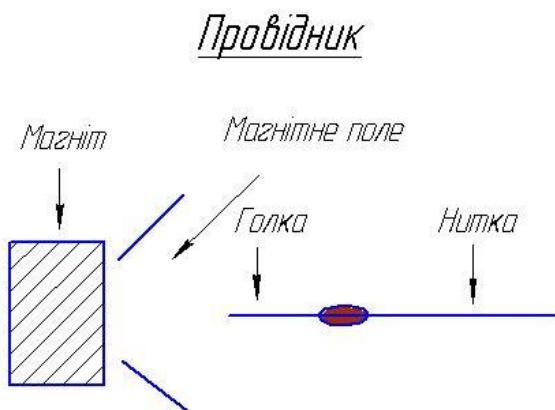 Провідник
Магніт
Магнітне поле
Голка
Нитка